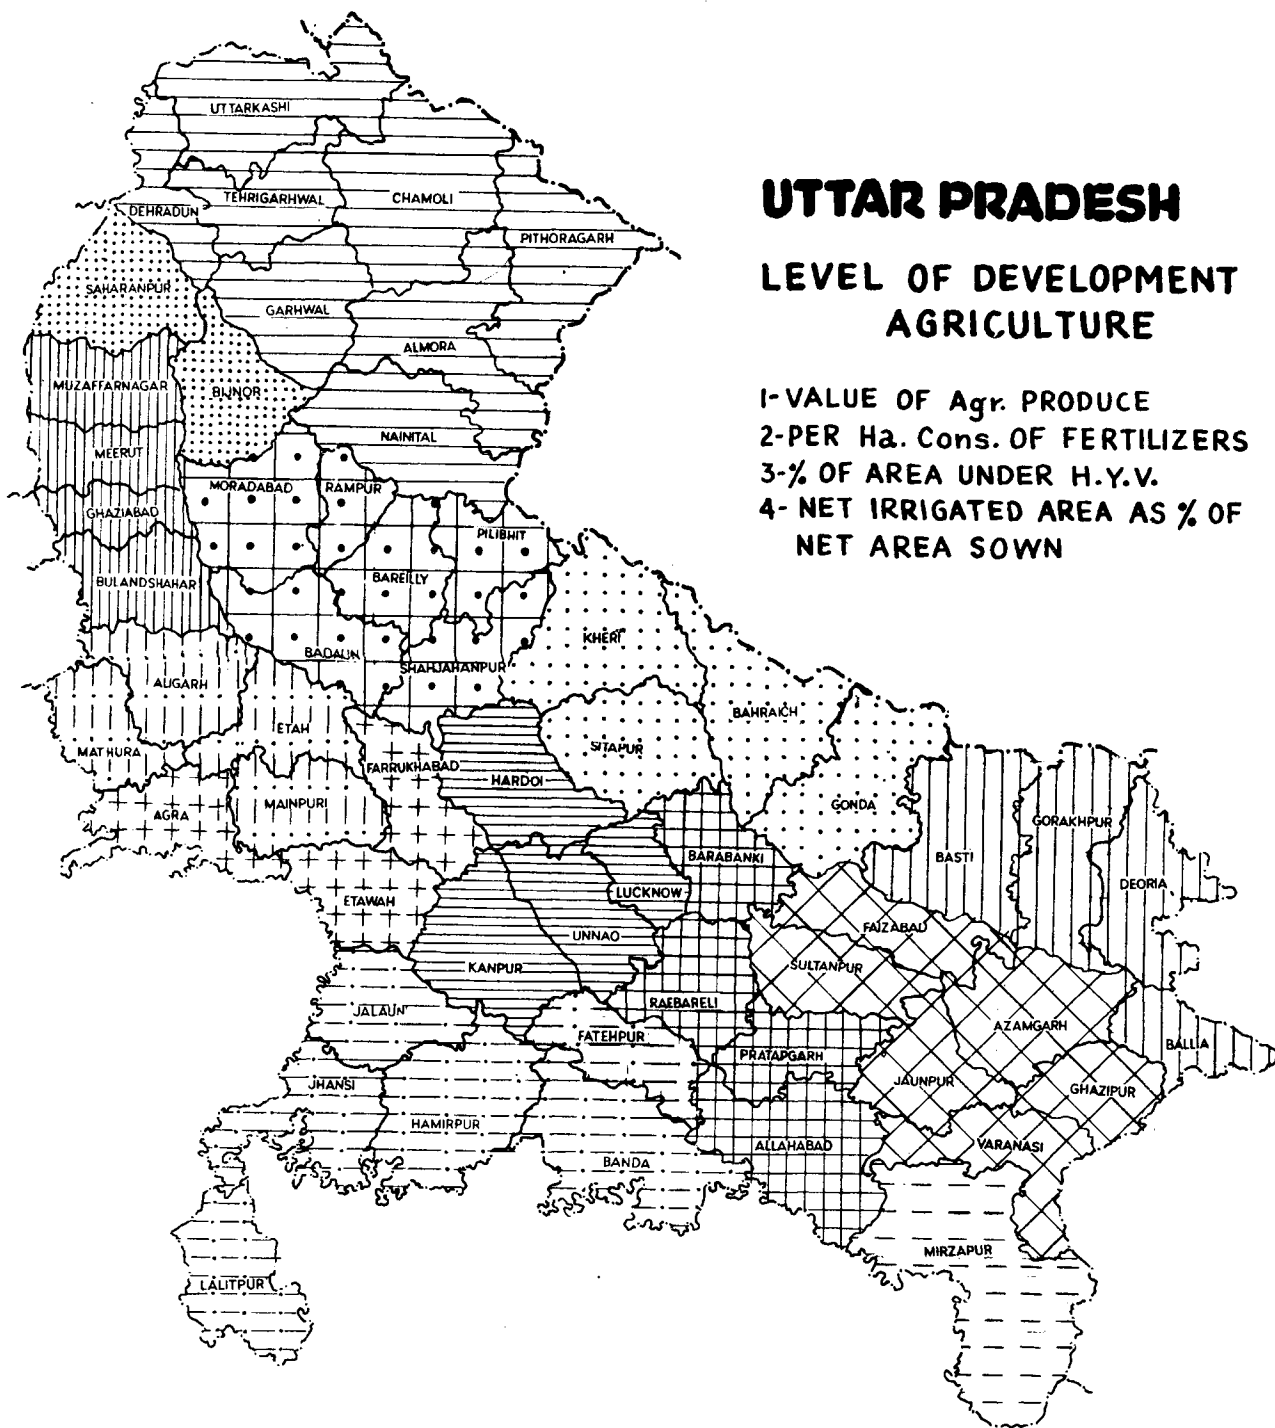 UTTARKASHI
TEHRIGARHWAL
CHAMOLI
DEHRADUN
PITHORAGARH
SAHARANPUR
GARHWAL
ALMORA
MUZAFFARNAGAR
BIJNOR
NAINITAL
MEERUT
MORADABAD
RAMPUR
GHAZIABAD
PILIBHIT
BULANDSHAHAR
BAREILLY
KHERI
BADAUN
SHAHJAHANPUR
ALIGARH
ETAH
BAHRAICH
MATHURA
SITAPUR
FARRUKHABAD
HARDOI
AGRA
MAINPURI
GONDA
GORAKHPUR
BARABANKI
BASTI
DEORIA
ETAWAH
LUCKNOW
FAIZABAD
UNNAO
KANPUR
SULTANPUR
RAEBARELI
JALAUN
AZAMGARH
FATEHPUR
BALLIA
PRATAPGARH
JHANSI
JAUNPUR
GHAZIPUR
HAMIRPUR
ALLAHABAD
VARANASI
BANDA
MIRZAPUR
LALITPUR
UTTAR PRADESH
LEVEL OF DEVELOPMENT
AGRICULTURE
1-VALUE OF Agr. PRODUCE
2-PER Ha. Cons. OF FERTILIZERS
3-% OF AREA UNDER H.Y.V.
4- NET IRRIGATED AREA AS % OF
NET AREA SOWN